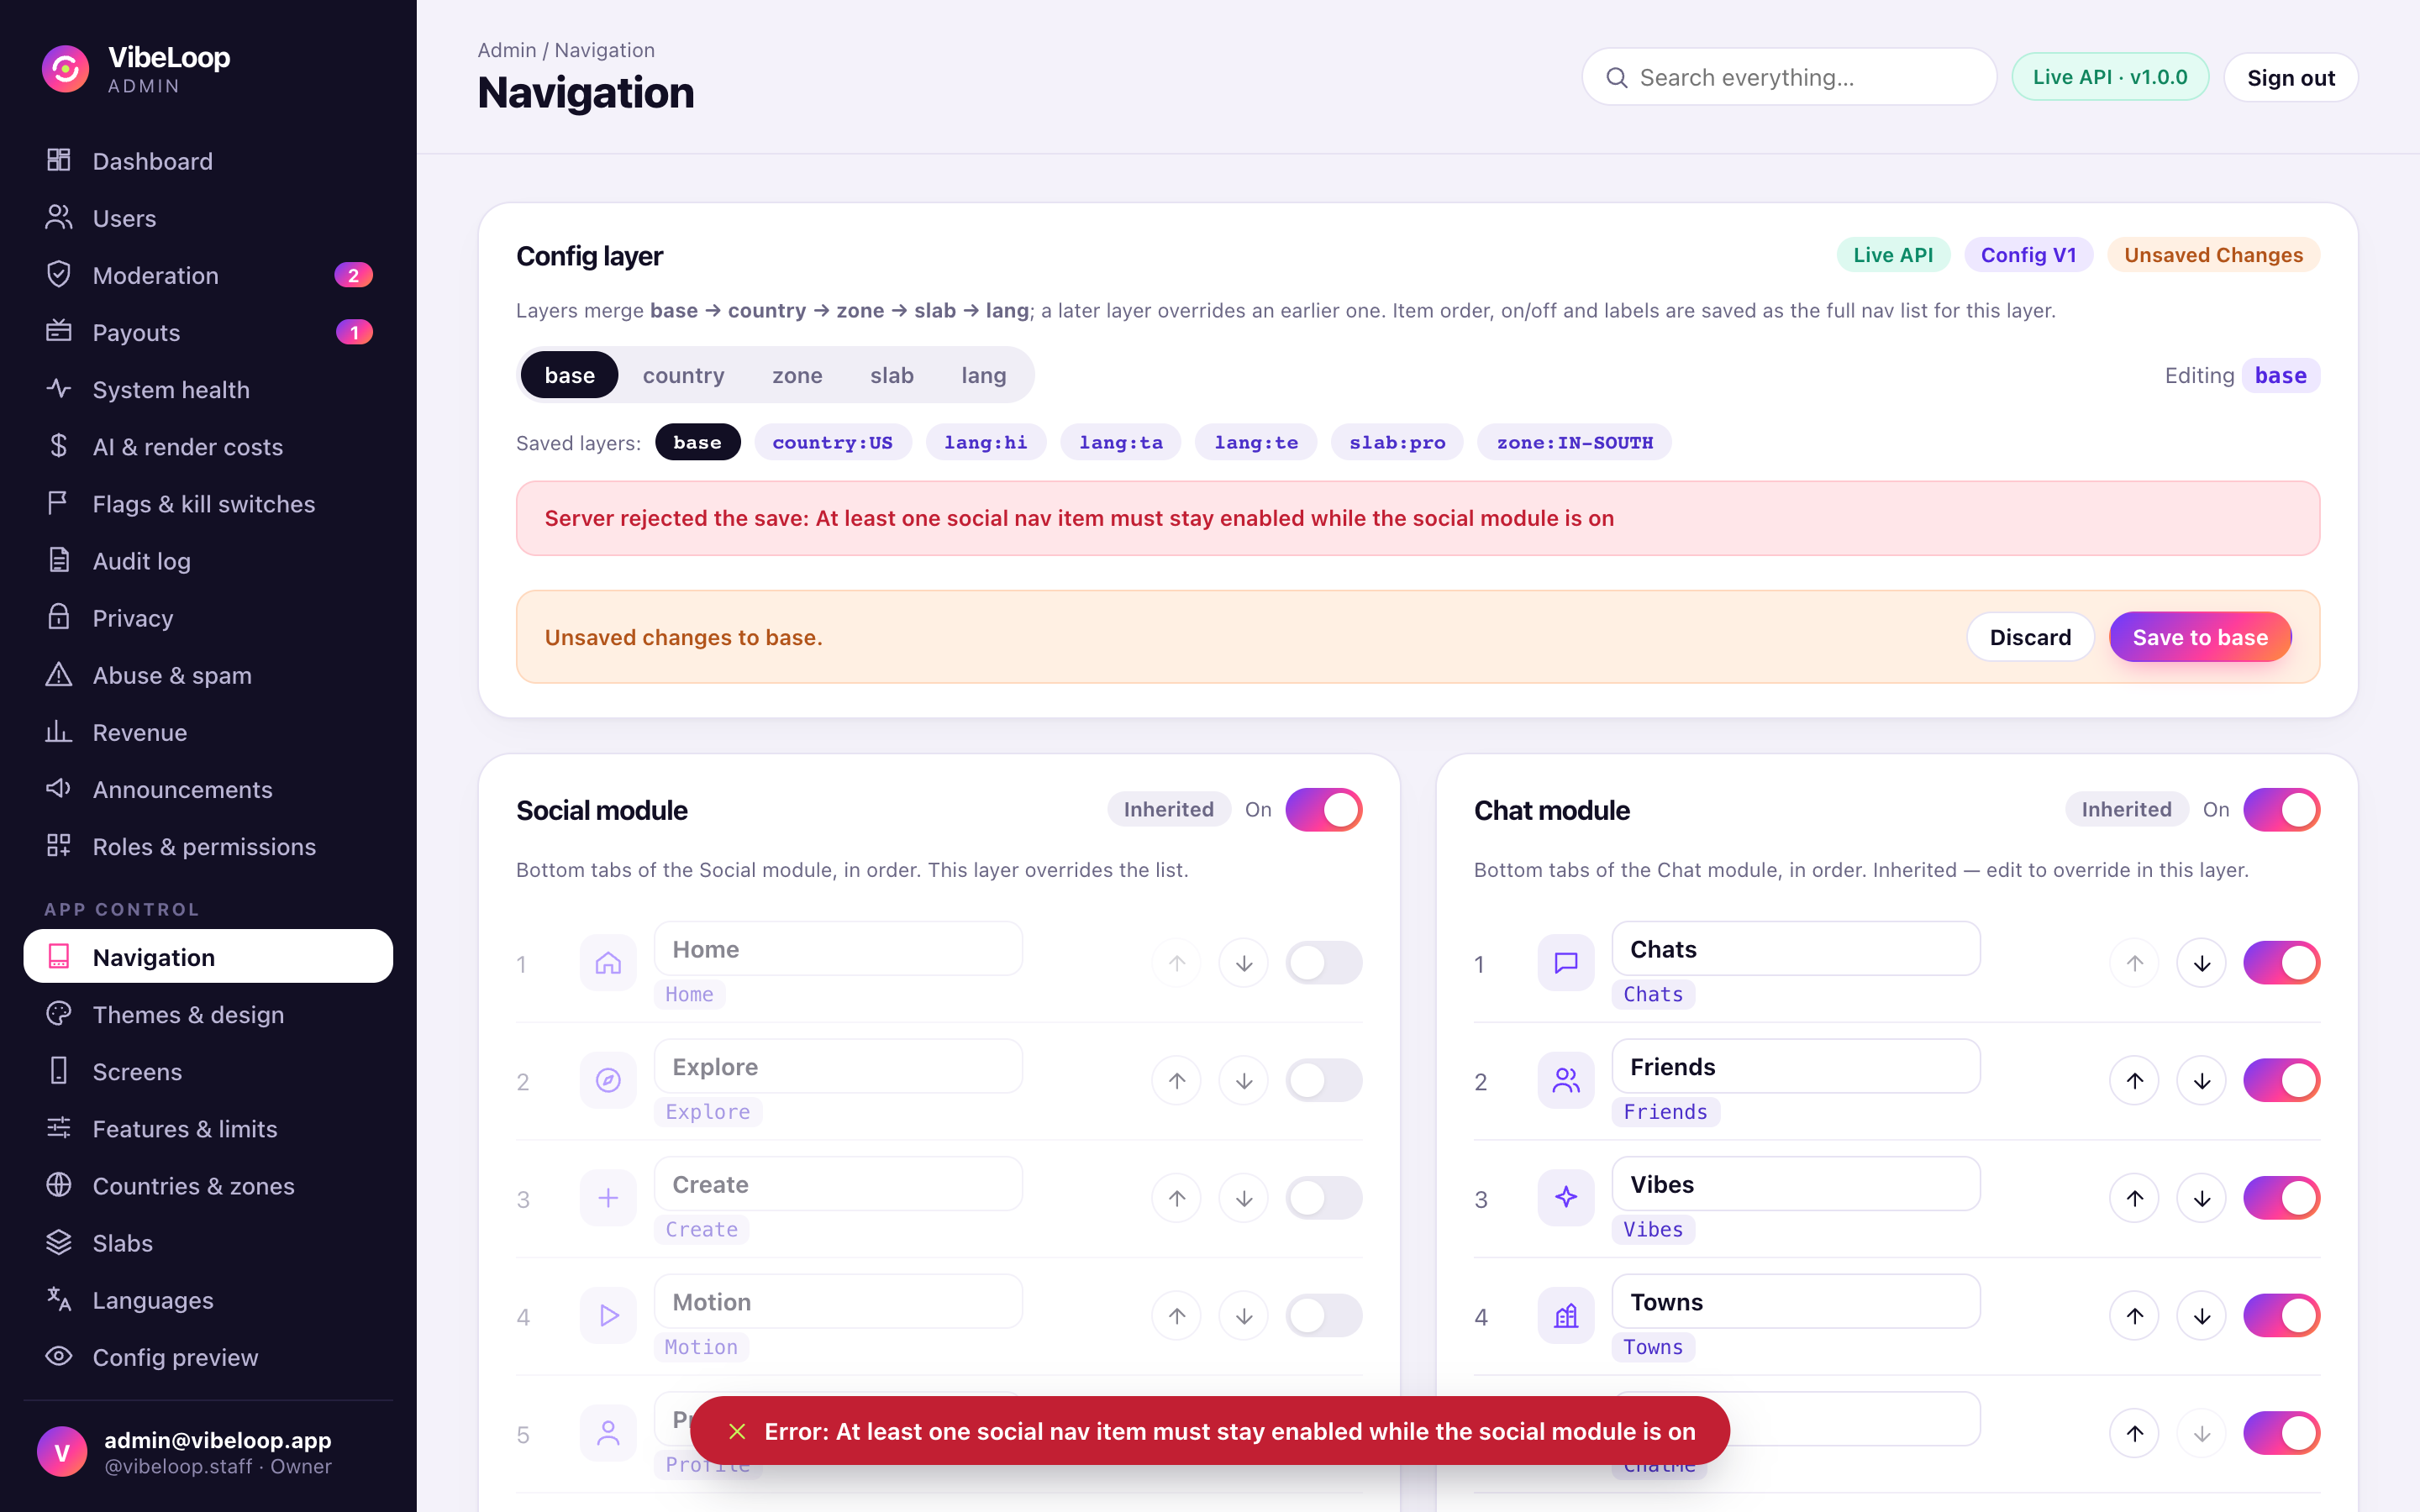 VibeLoop
ADMIN
Dashboard
Users
Moderation 2
Payouts 1
System health
AI & render costs
Flags & kill switches
Audit log
Privacy
Abuse & spam
Revenue
Announcements
Roles & permissions
APP CONTROL
Navigation
Themes & design
Screens
Features & limits
Countries & zones
Slabs
Languages
Config preview
V
admin@vibeloop.app
@vibeloop.staff · Owner
Admin / Navigation
Navigation
Search everything...
Live API · v1.0.0
Sign out
Config layer
Live API
Config V1
Unsaved Changes
Layers merge base → country → zone → slab → lang; a later layer overrides an earlier one. Item order, on/off and labels are saved as the full nav list for this layer.
base country zone slab lang
Editing base
Saved layers: base country:US lang:hi lang:ta lang:te slab:pro zone:IN-SOUTH
Server rejected the save: At least one social nav item must stay enabled while the social module is on
Unsaved changes to base.
Discard
Save to base
Social module
Inherited On
Bottom tabs of the Social module, in order. This layer overrides the list.
1 Home
Home
2 Explore
Explore
3 Create
Create
4 Motion
Motion
5
Profile
Chat module
Inherited On
Bottom tabs of the Chat module, in order. Inherited — edit to override in this layer.
1 Chats
Chats
2 Friends
Friends
3 Vibes
Vibes
4 Towns
Towns
ChatMe
Error: At least one social nav item must stay enabled while the social module is on